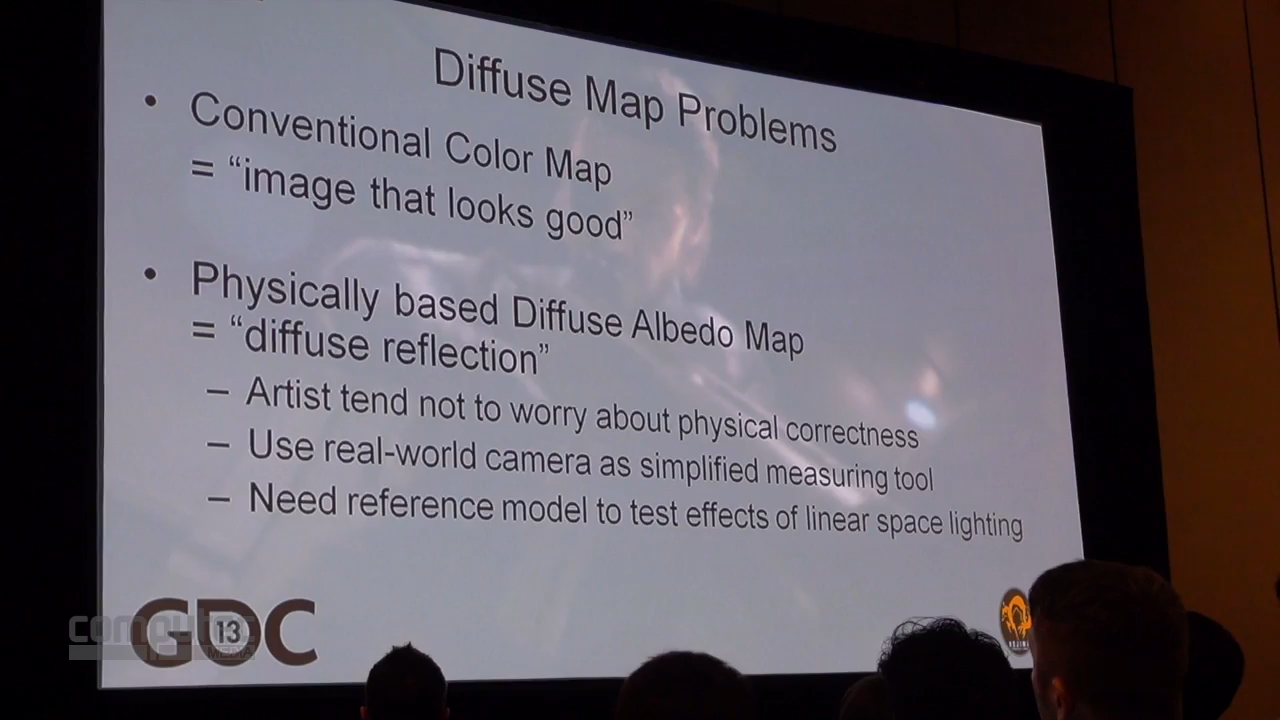 Diffuse Map Problems
• Conventional Color Map
= “image that looks good”
• Physically based Diffuse Albedo Map
= “diffuse reflection”
– Artist tend not to worry about physical correctness
– Use real-world camera as simplified measuring tool
– Need reference model to test effects of linear space lighting
GDC
13
computec
MEDIA